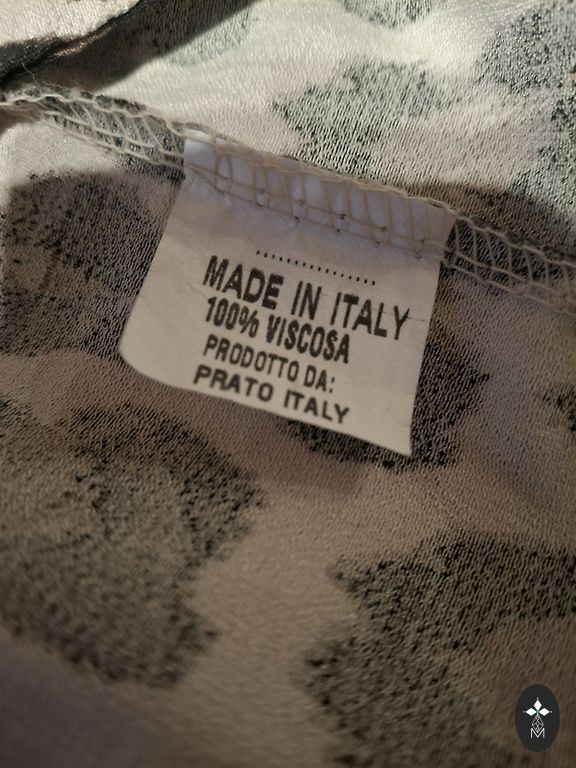 MADE IN ITALY
100% VISCOSA
PRODOTTO DA:
PRATO ITALY
M